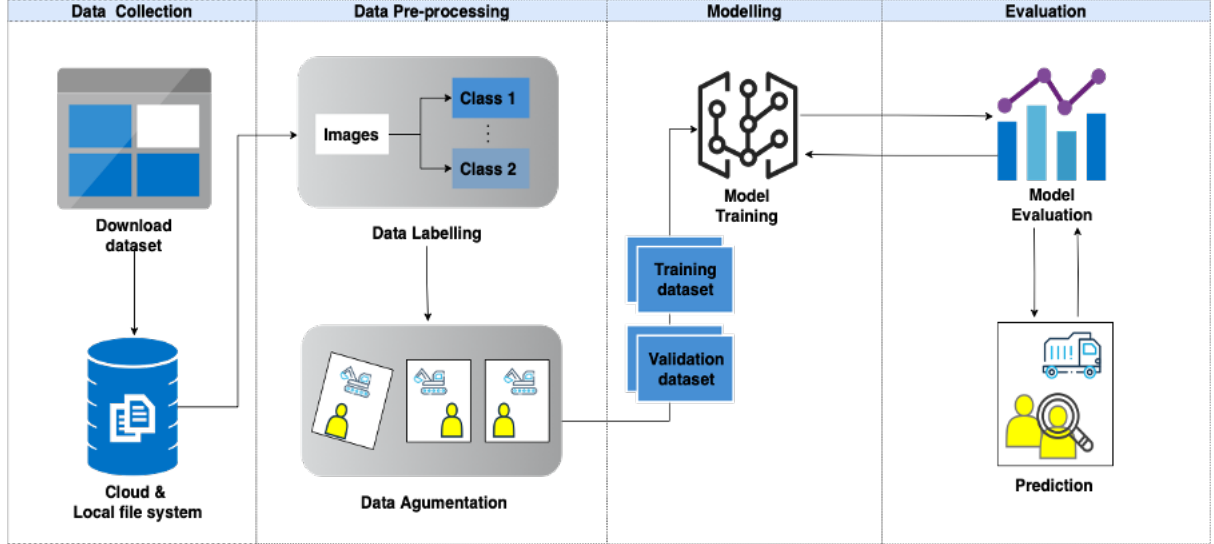 Data Collection
Data Pre-processing
Modelling
Evaluation
Download
dataset
Cloud &
Local file system
Images
Class 1
Class 2
Data Labelling
Data Agumentation
Training
dataset
Validation
dataset
Model
Training
Model
Evaluation
Prediction